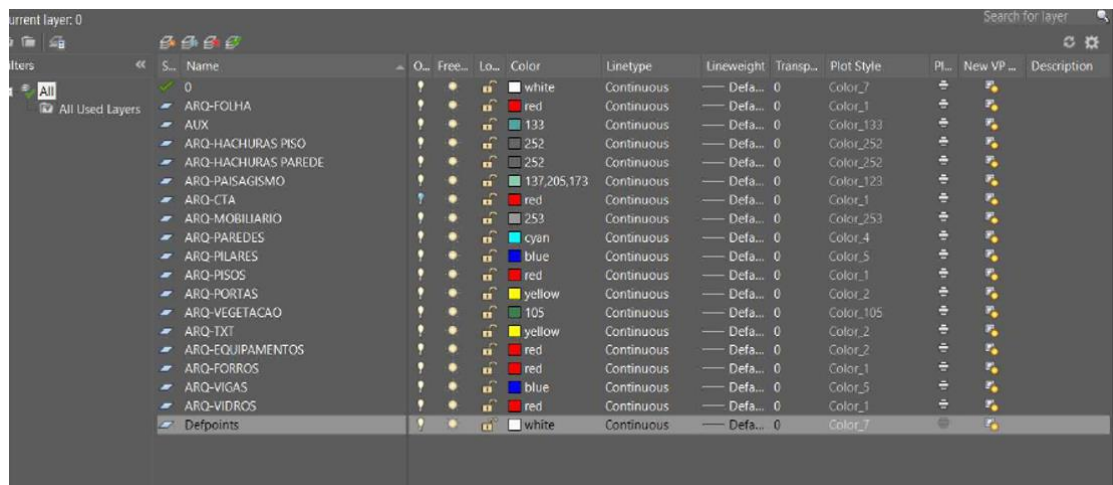 urrent layer: 0
Search for layer
ilters
«
S... Name O... Free... Lo... Color Linetype Lineweight Transp... Plot Style Pl... New VP ... Description
All
All Used Layers
0 white Continuous Defa... 0 Color_7
ARQ-FOLHA red Continuous Defa... 0 Color_1
AUX 133 Continuous Defa... 0 Color_133
ARQ-HACHURAS PISO 252 Continuous Defa... 0 Color_252
ARQ-HACHURAS PAREDE 252 Continuous Defa... 0 Color_252
ARQ-PAISAGISMO 137,205,173 Continuous Defa... 0 Color_123
ARQ-CTA red Continuous Defa... 0 Color_1
ARQ-MOBILIARIO 253 Continuous Defa... 0 Color_253
ARQ-PAREDES cyan Continuous Defa... 0 Color_4
ARQ-PILARES blue Continuous Defa... 0 Color_5
ARQ-PISOS red Continuous Defa... 0 Color_1
ARQ-PORTAS yellow Continuous Defa... 0 Color_2
ARQ-VEGETACAO 105 Continuous Defa... 0 Color_105
ARQ-TXT yellow Continuous Defa... 0 Color_2
ARQ-EQUIPAMENTOS red Continuous Defa... 0 Color_2
ARQ-FORROS red Continuous Defa... 0 Color_1
ARQ-VIGAS blue Continuous Defa... 0 Color_5
ARQ-VIDROS red Continuous Defa... 0 Color_1
Defpoints white Continuous Defa... 0 Color_7